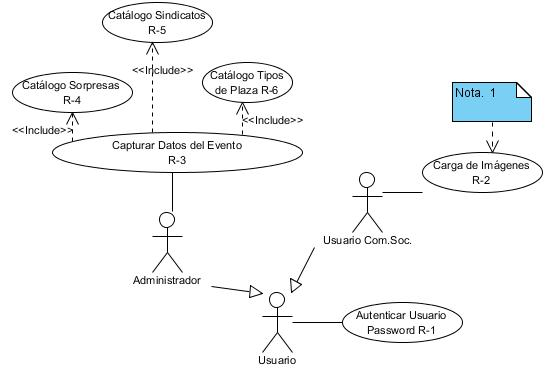 Catálogo Sindicatos
R-5
<<Include>>
Catálogo Sorpresas
R-4
<<Include>>
Catálogo Tipos
de Plaza R-6
<<Include>>
Nota. 1
Capturar Datos del Evento
R-3
Carga de Imágenes
R-2
Usuario Com.Soc.
Administrador
Autenticar Usuario
Password R-1
Usuario